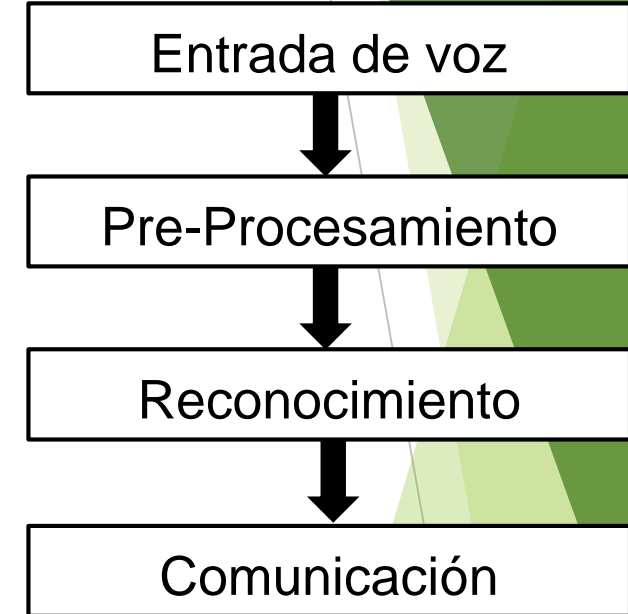 Entrada de voz
Pre-Procesamiento
Reconocimiento
Comunicación